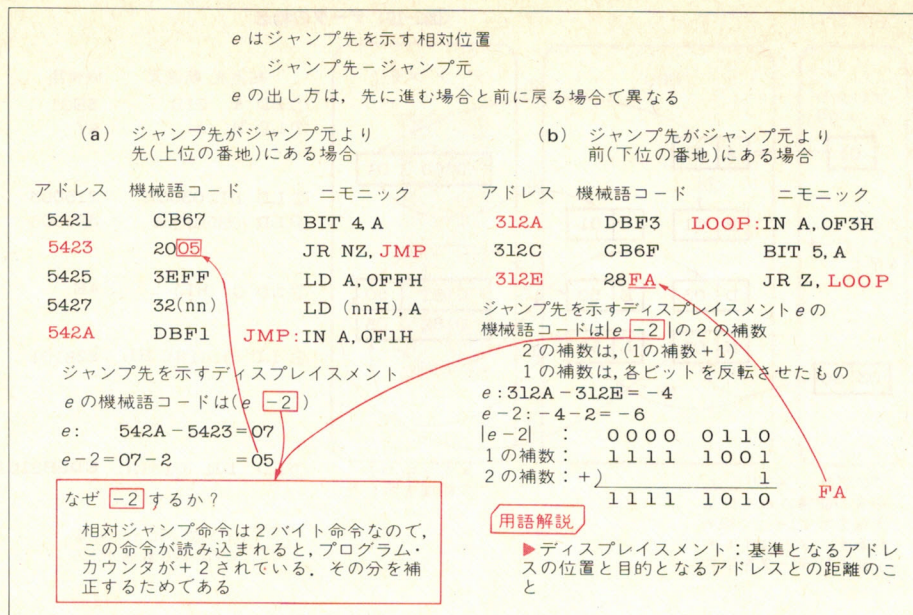 e はジャンプ先を示す相対位置
ジャンプ先－ジャンプ元
e の出し方は，先に進む場合と前に戻る場合で異なる
(a) ジャンプ先がジャンプ元より
先(上位の番地)にある場合
アドレス 機械語コード ニモニック
5421 CB67 BIT 4, A
5423 2005 JR NZ, JMP
5425 3EFF LD A, 0FFH
5427 32(nn) LD (nnH), A
542A DBF1 JMP: IN A, 0F1H
ジャンプ先を示すディスプレイスメント
e の機械語コードは(e －2)
e: 542A－5423＝07
e－2＝07－2 ＝05
なぜ －2 するか？
相対ジャンプ命令は2バイト命令なので，
この命令が読み込まれると，プログラム・
カウンタが＋2されている．その分を補
正するためである
(b) ジャンプ先がジャンプ元より
前(下位の番地)にある場合
アドレス 機械語コード ニモニック
312A DBF3 LOOP: IN A, 0F3H
312C CB6F BIT 5, A
312E 28FA JR Z, LOOP
ジャンプ先を示すディスプレイスメント e の
機械語コードは|e －2|の2の補数
2の補数は，(1の補数＋1)
1の補数は，各ビットを反転させたもの
e : 312A－312E＝－4
e－2 : －4－2＝－6
|e－2| : 0000 0110
1の補数： 1111 1001
2の補数：＋) 1
1111 1010 FA
用語解説
▶ディスプレイスメント：基準となるアドレ
スの位置と目的となるアドレスとの距離のこ
と